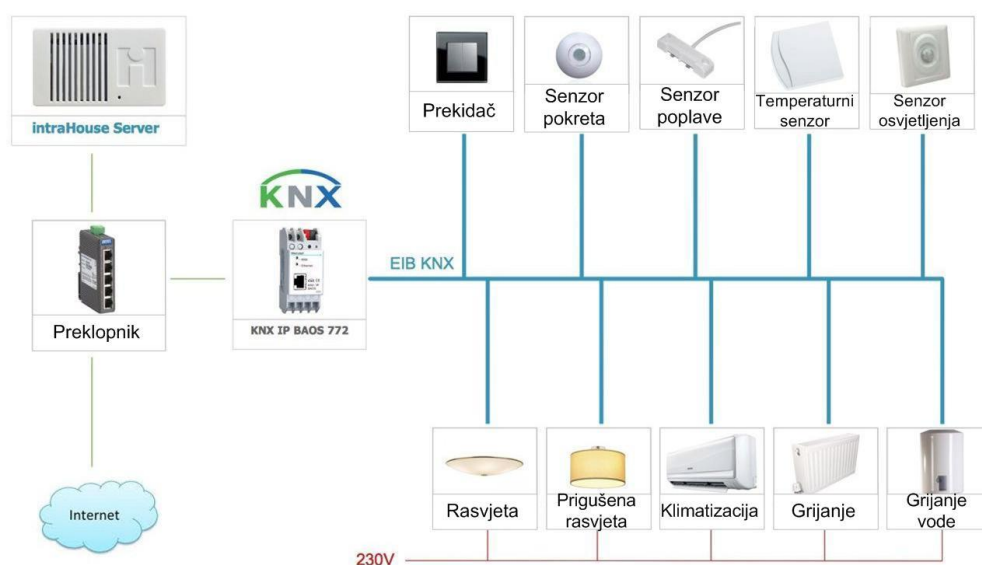 intraHouse Server
Preklopnik
Internet
KNX
KNX IP BAOS 772
EIB KNX
Prekidač
Senzor
pokreta
Senzor
poplave
Temperaturni
senzor
Senzor
osvjetljenja
Rasvjeta
Prigušena
rasvjeta
Klimatizacija
Grijanje
Grijanje
vode
230V